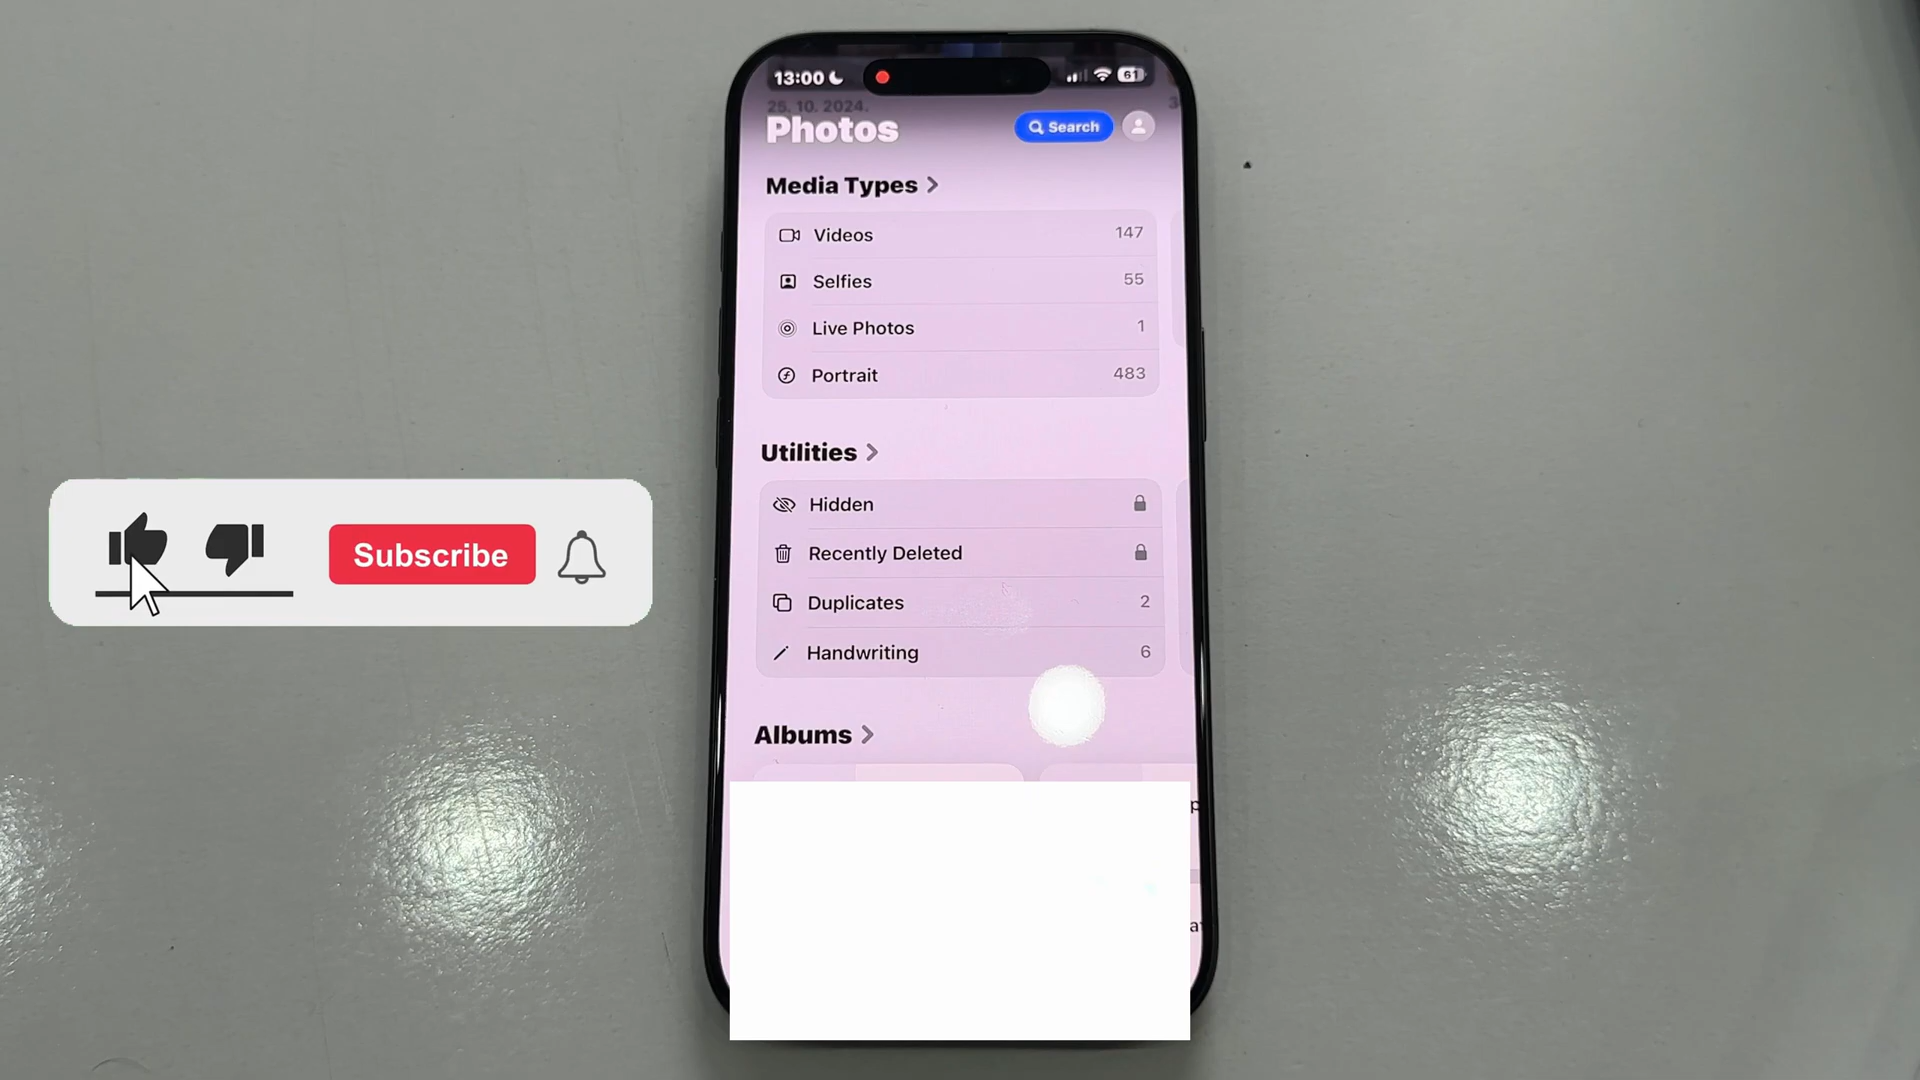 13:00
61
25. 10. 2024.
Photos
Search
Media Types
Videos 147
Selfies 55
Live Photos 1
Portrait 483
Utilities
Hidden
Recently Deleted
Duplicates 2
Handwriting 6
Albums
Subscribe